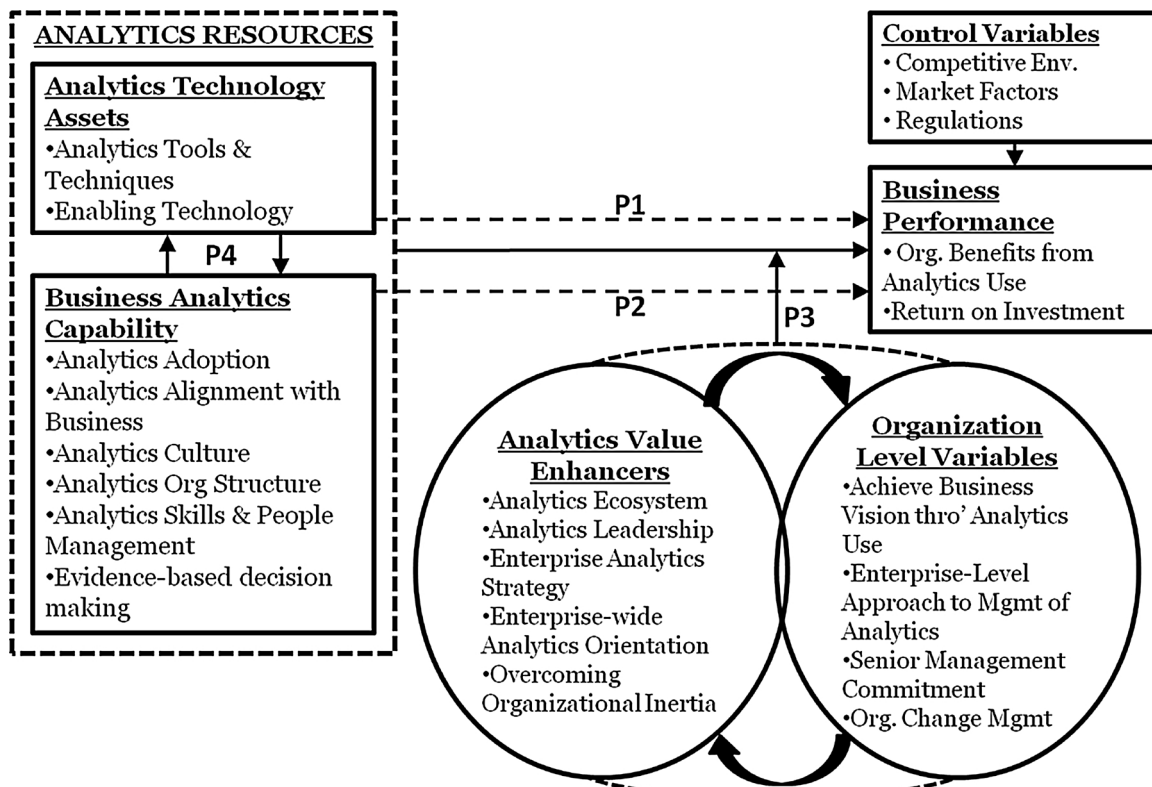 ANALYTICS RESOURCES
Analytics Technology
Assets
•Analytics Tools &
Techniques
•Enabling Technology
P4
Business Analytics
Capability
•Analytics Adoption
•Analytics Alignment with
Business
•Analytics Culture
•Analytics Org Structure
•Analytics Skills & People
Management
•Evidence-based decision
making
P1
P2
P3
Control Variables
• Competitive Env.
• Market Factors
• Regulations
Business
Performance
• Org. Benefits from
Analytics Use
•Return on Investment
Analytics Value
Enhancers
•Analytics Ecosystem
•Analytics Leadership
•Enterprise Analytics
Strategy
•Enterprise-wide
Analytics Orientation
•Overcoming
Organizational Inertia
Organization
Level Variables
•Achieve Business
Vision thro’ Analytics
Use
•Enterprise-Level
Approach to Mgmt of
Analytics
•Senior Management
Commitment
•Org. Change Mgmt